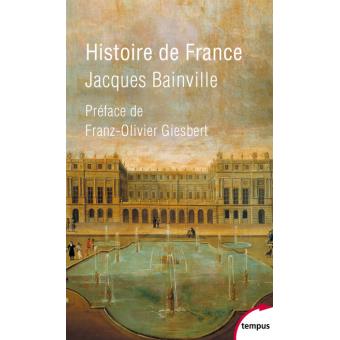 Histoire de France
Jacques Bainville
Préface de
Franz-Olivier Giesbert
tempus